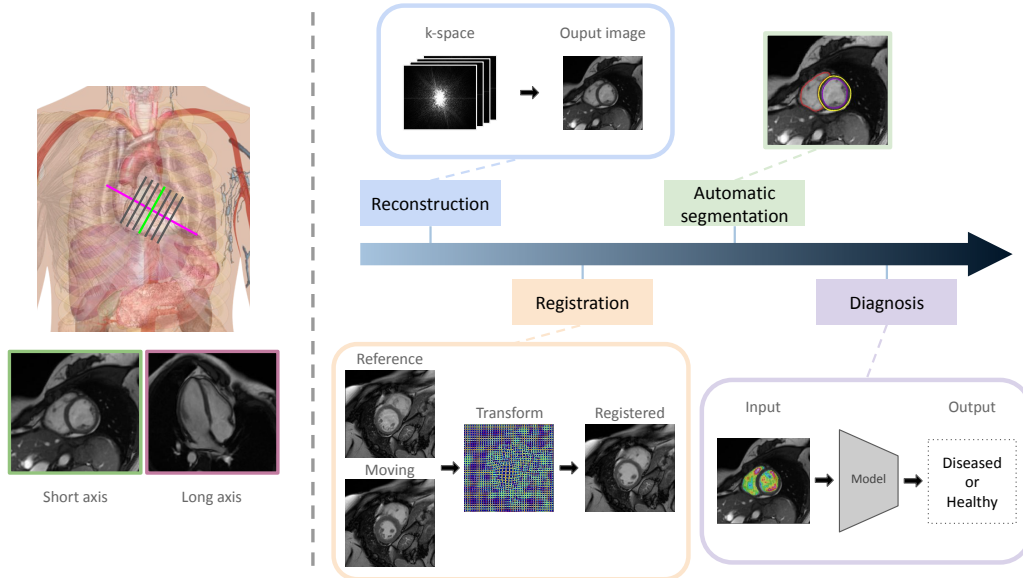 k-space
Ouput image
Reconstruction
Automatic
segmentation
Registration
Diagnosis
Reference
Moving
Transform
Registered
Input
Output
Model
Diseased
or
Healthy
Short axis
Long axis